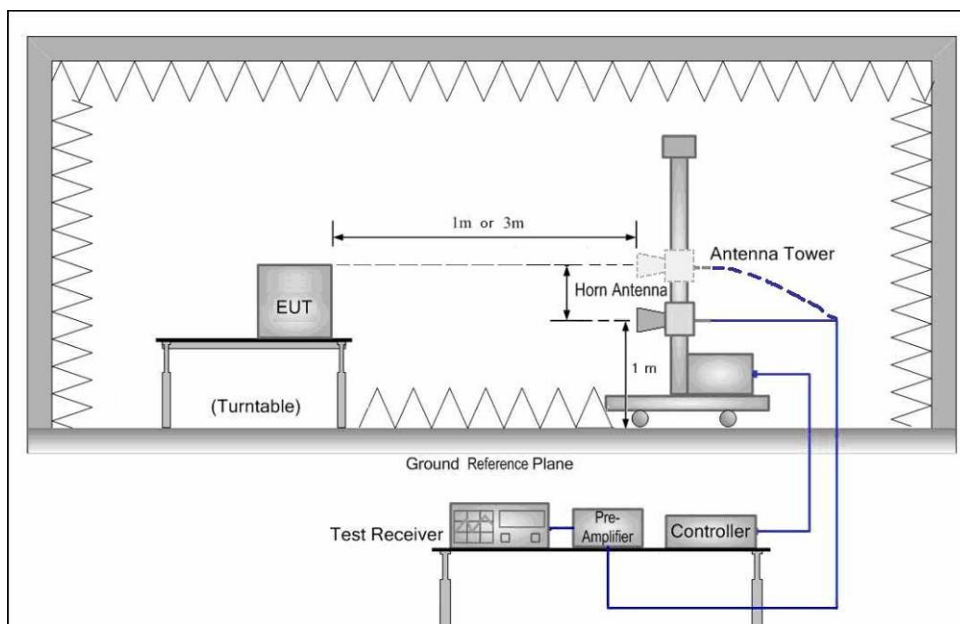 1m or 3m
Antenna Tower
Horn Antenna
EUT
1 m
(Turntable)
Ground Reference Plane
Test Receiver
Pre-
Amplifier
Controller